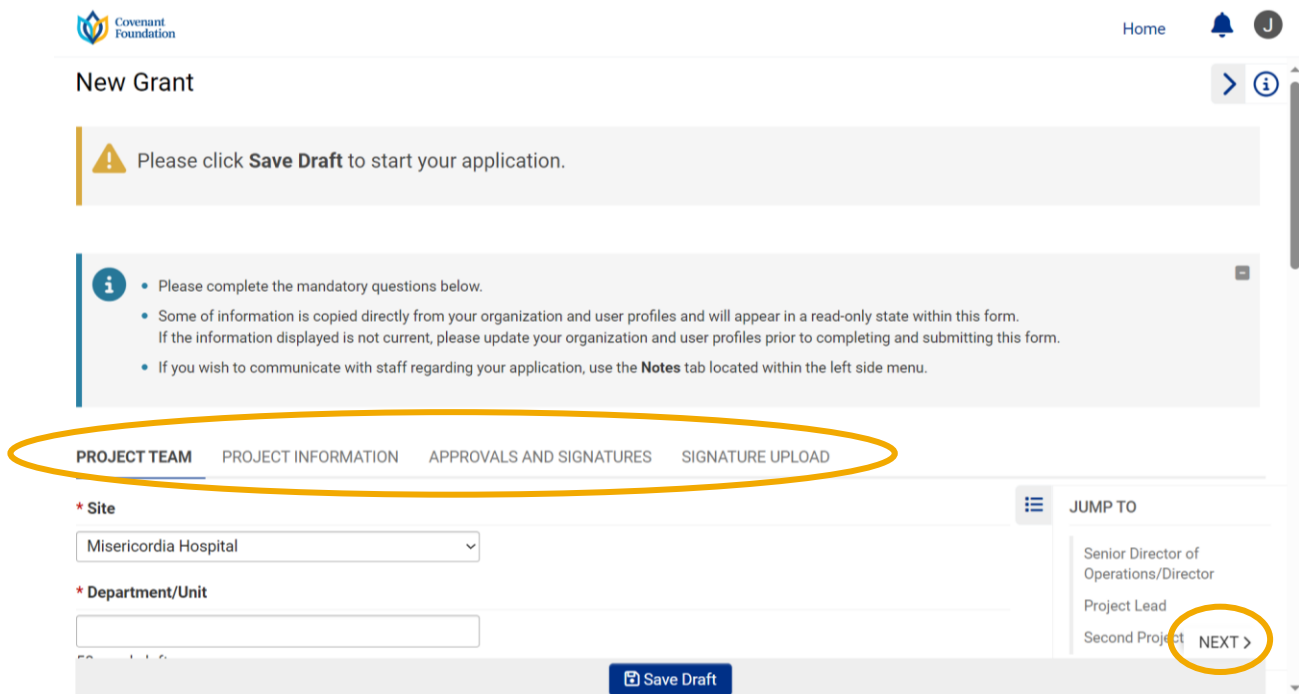 Covenant
Foundation
Home
J
New Grant
Please click Save Draft to start your application.
Please complete the mandatory questions below.
Some of information is copied directly from your organization and user profiles and will appear in a read-only state within this form.
If the information displayed is not current, please update your organization and user profiles prior to completing and submitting this form.
If you wish to communicate with staff regarding your application, use the Notes tab located within the left side menu.
PROJECT TEAM PROJECT INFORMATION APPROVALS AND SIGNATURES SIGNATURE UPLOAD
* Site
JUMP TO
Misericordia Hospital
Senior Director of
Operations/Director
* Department/Unit
Project Lead
Second Project
NEXT >
Save Draft